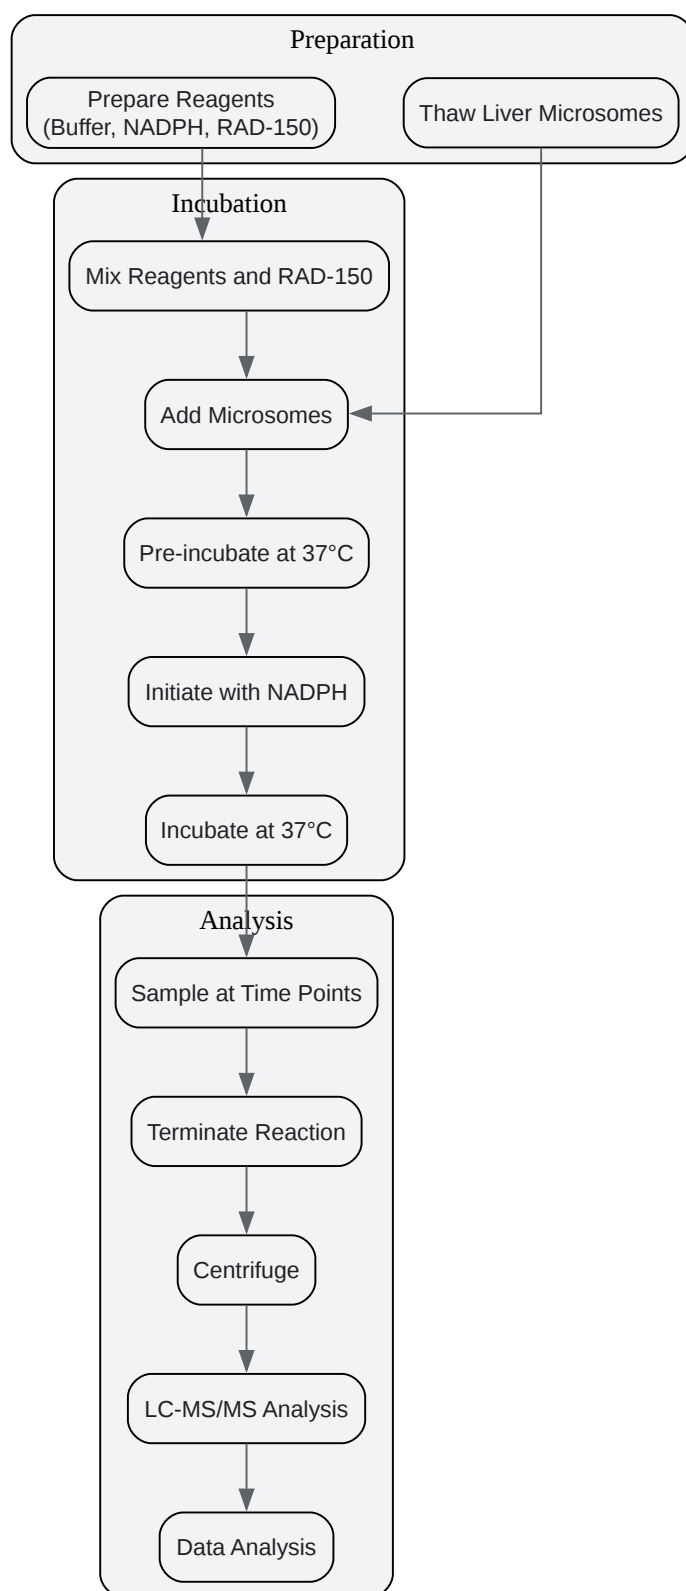 Preparation
Prepare Reagents
(Buffer, NADPH, RAD-150)
Thaw Liver Microsomes
Incubation
Mix Reagents and RAD-150
Add Microsomes
Pre-incubate at 37°C
Initiate with NADPH
Incubate at 37°C
Analysis
Sample at Time Points
Terminate Reaction
Centrifuge
LC-MS/MS Analysis
Data Analysis